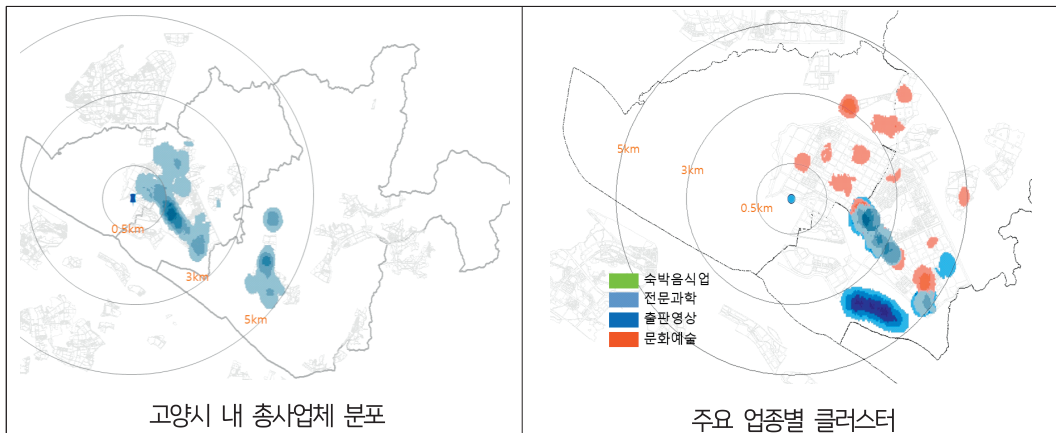 0.5km
3km
5km
고양시 내 총사업체 분포
5km
3km
0.5km
숙박음식업
전문과학
출판영상
문화예술
주요 업종별 클러스터